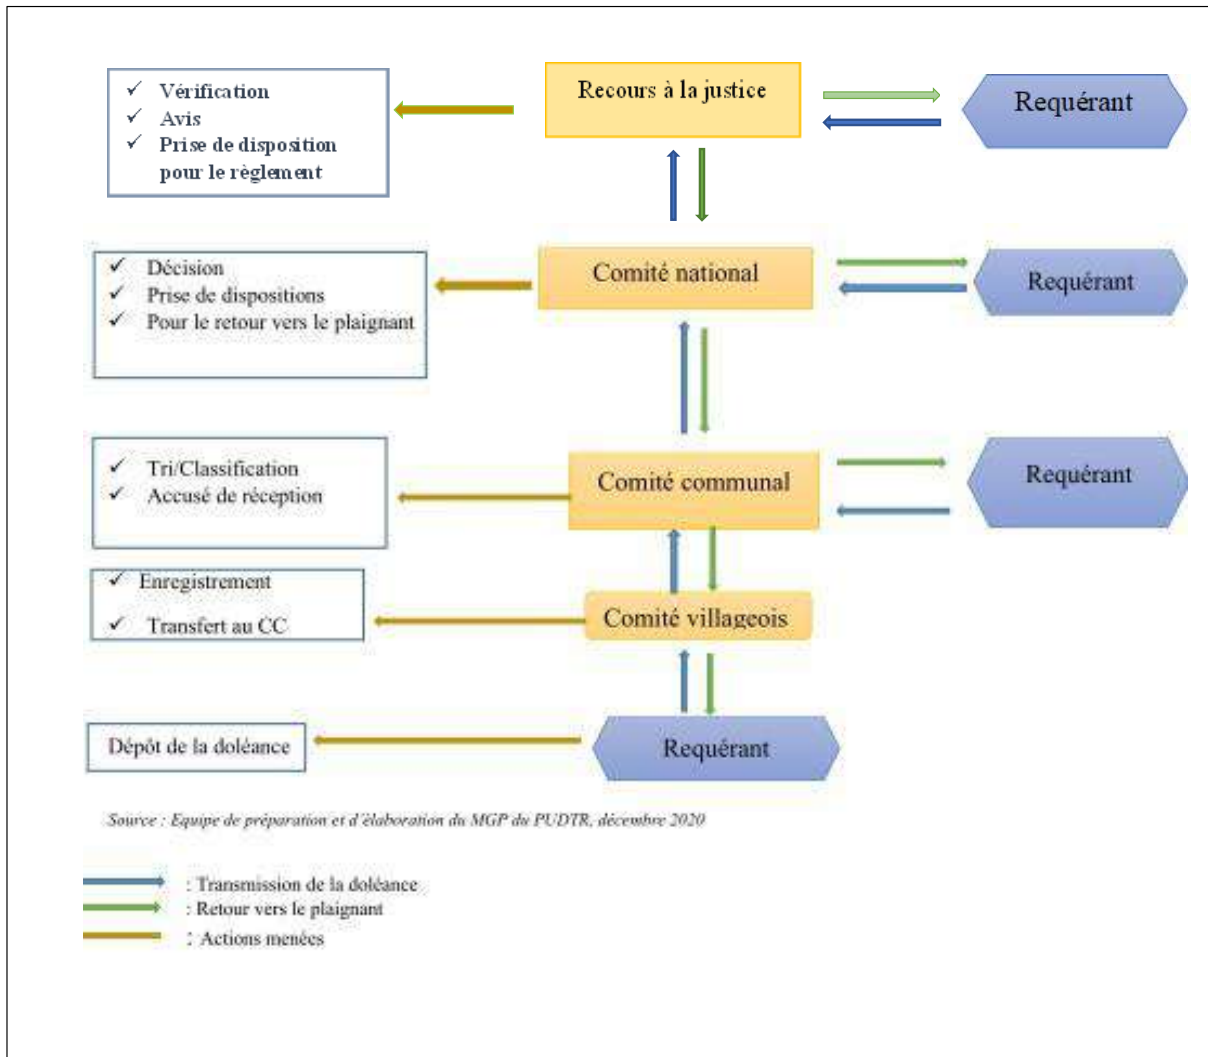 Vérification
Avis
Prise de disposition
pour le règlement
Recours à la justice
Requérant
Décision
Prise de dispositions
Pour le retour vers le plaignant
Comité national
Requérant
Tri/Classification
Accusé de réception
Comité communal
Requérant
Enregistrement
Transfert au CC
Comité villageois
Dépôt de la doléance
Requérant
Source : Equipe de préparation et d'élaboration du MGP du PUDTR, décembre 2020
: Transmission de la doléance
: Retour vers le plaignant
: Actions menées